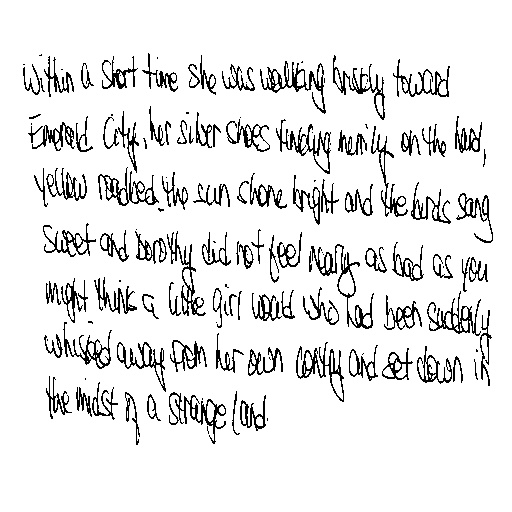 Within a short time she was walking briskly toward
Emerald City, her silver shoes tinkling merrily on the hard,
yellow roadbed. The sun shone bright and the birds sang
sweet and Dorothy did not feel nearly as bad as you
might think a little girl would who had been suddenly
whisked away from her own country and set down in
the midst of a strange land